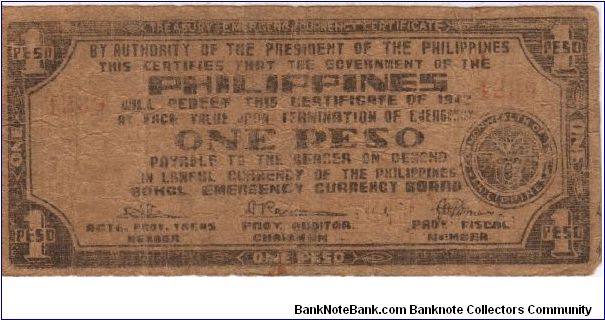 TREASURY EMERGENCY CURRENCY CERTIFICATE
1 PESO 1 PESO
BY AUTHORITY OF THE PRESIDENT OF THE PHILIPPINES
THIS CERTIFIES THAT THE GOVERNMENT OF THE
PHILIPPINES
WILL REDEEM THIS CERTIFICATE OF 1942
AT FACE VALUE UPON TERMINATION OF EMERGENCY
ONE PESO
PAYABLE TO THE BEARER ON DEMAND
IN LAWFUL CURRENCY OF THE PHILIPPINES
BOHOL EMERGENCY CURRENCY BOARD
ONE ONE
ACTG. PROV. TREAS PROV. AUDITOR. PROV. FISCAL
MEMBER CHAIRMAN MEMBER
1 PESO 1 PESO
ONE PESO
BankNoteBank.com Banknote Collectors Community